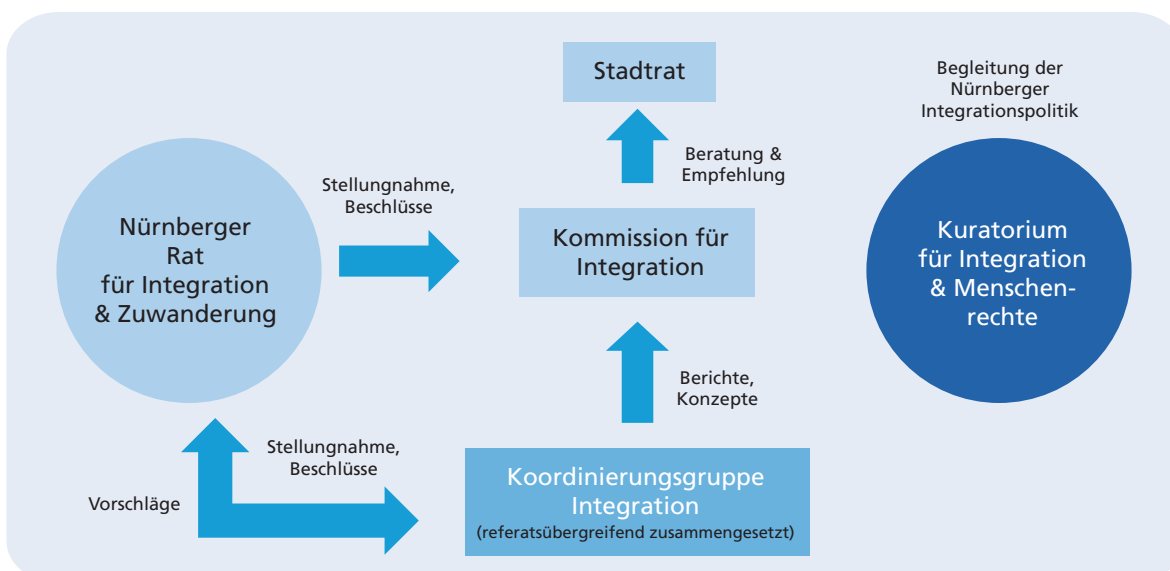 Stadtrat
Begleitung der
Nürnberger
Integrationspolitik
Beratung &
Empfehlung
Stellungnahme,
Beschlüsse
Nürnberger
Rat
für Integration
& Zuwanderung
Kommission für
Integration
Kuratorium
für Integration
& Menschen-
rechte
Berichte,
Konzepte
Stellungnahme,
Beschlüsse
Vorschläge
Koordinierungsgruppe
Integration
(referatsübergreifend zusammengesetzt)